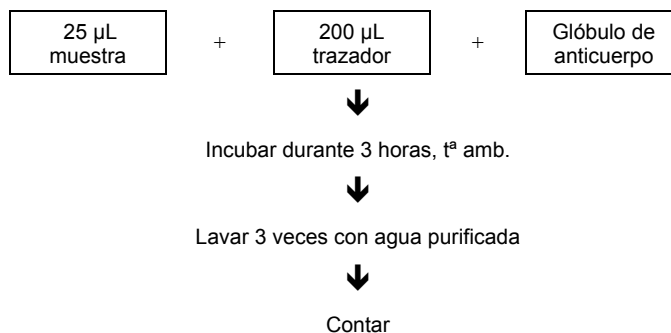 25 µL + 200 µL + Glóbulo de
muestra trazador anticuerpo
Incubar durante 3 horas, tª amb.
Lavar 3 veces con agua purificada
Contar